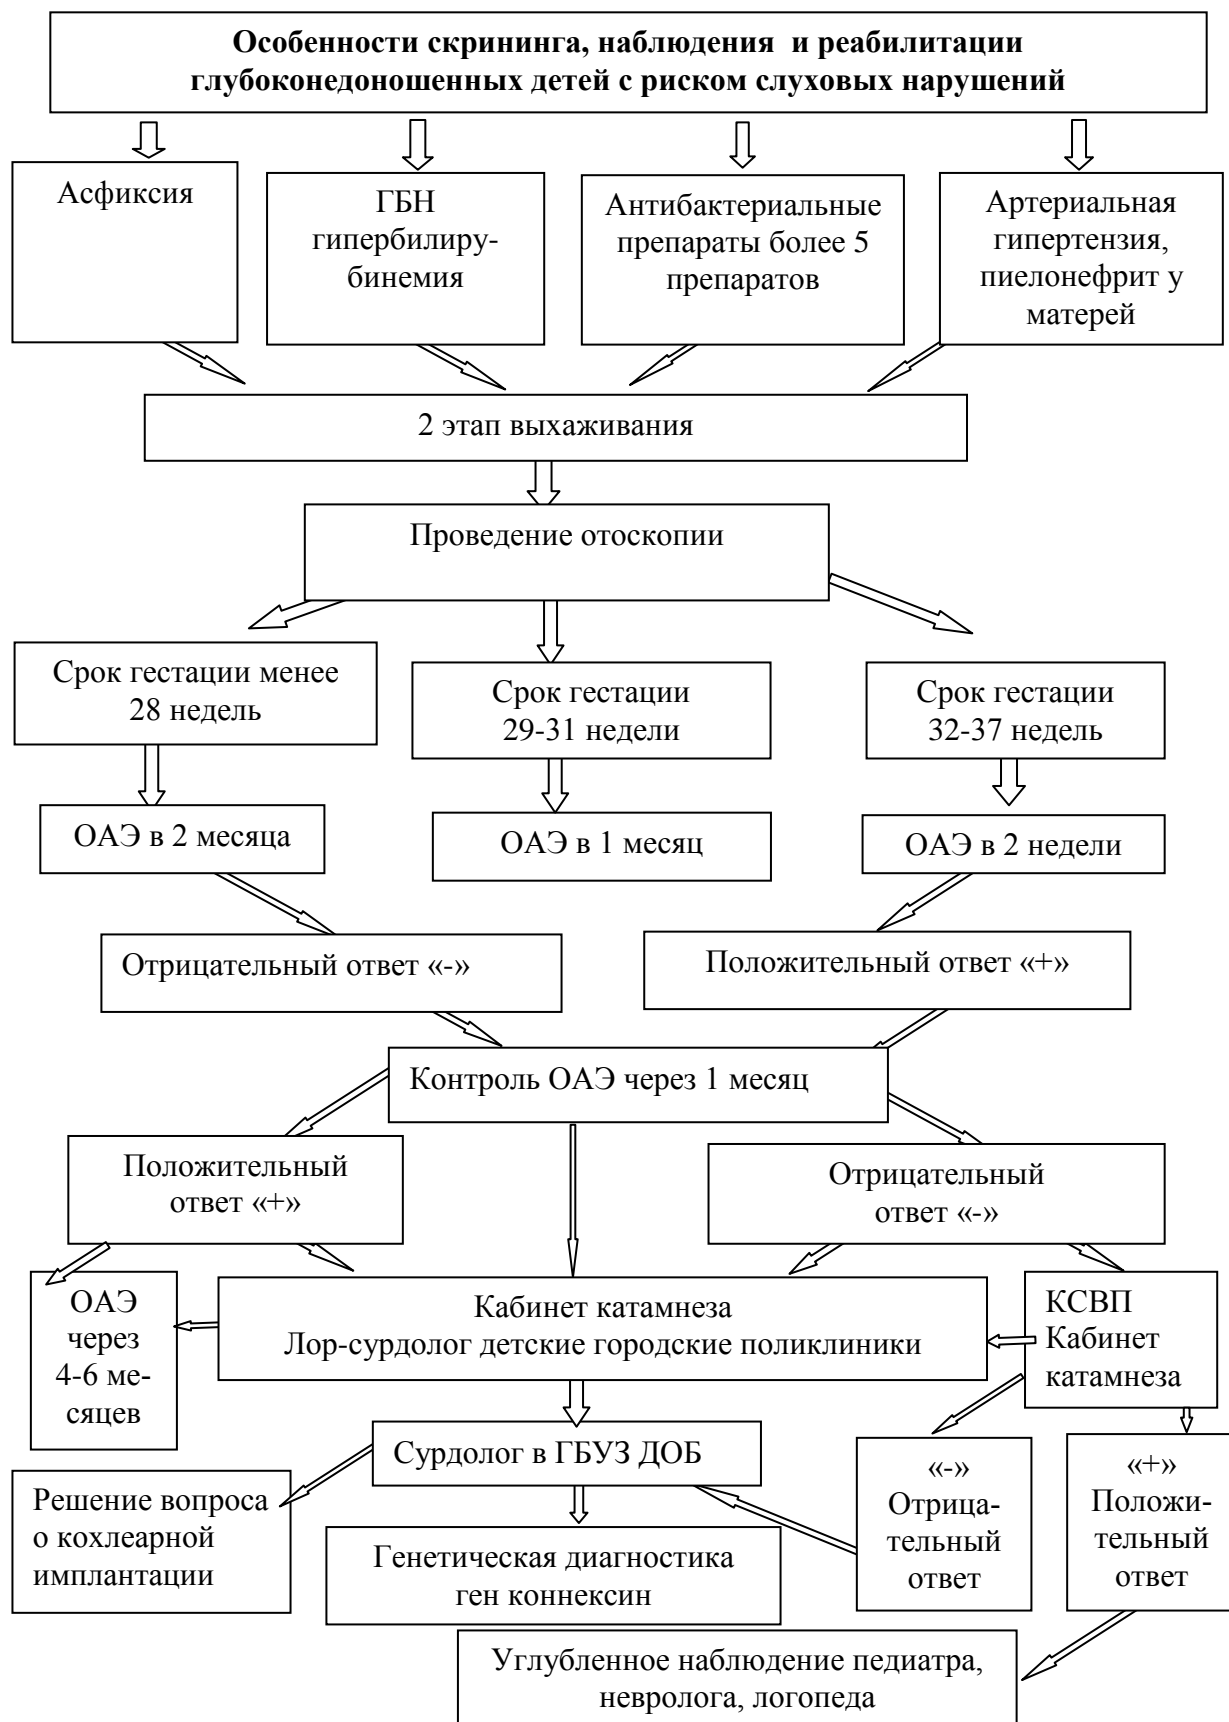 Особенности скрининга, наблюдения и реабилитации
глубоконедоношенных детей с риском слуховых нарушений
Асфиксия
ГБН
гипербилиру-
бинемия
Антибактериальные
препараты более 5
препаратов
Артериальная
гипертензия,
пиелонефрит у
матерей
2 этап выхаживания
Проведение отоскопии
Срок гестации менее
28 недель
Срок гестации
29-31 недели
Срок гестации
32-37 недель
ОАЭ в 2 месяца
ОАЭ в 1 месяц
ОАЭ в 2 недели
Отрицательный ответ «-»
Положительный ответ «+»
Контроль ОАЭ через 1 месяц
Положительный
ответ «+»
Отрицательный
ответ «-»
ОАЭ
через
4-6 ме-
сяцев
Кабинет катамнеза
Лор-сурдолог детские городские поликлиники
КСВП
Кабинет
катамнеза
Сурдолог в ГБУЗ ДОБ
«-»
Отрица-
тельный
ответ
«+»
Положи-
тельный
ответ
Решение вопроса
о кохлеарной
имплантации
Генетическая диагностика
ген коннексин
Углубленное наблюдение педиатра,
невролога, логопеда